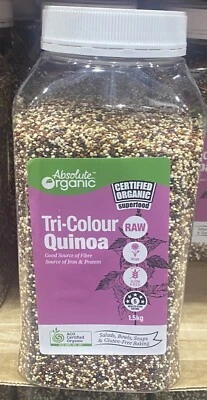 Absolute™
Organic
CERTIFIED
ORGANIC
superfood
Tri-Colour
Quinoa
RAW
Good Source of Fibre
Source of Iron & Protein
1.5kg
ACO
Certified
Organic
Salads, Bowls, Soups
& Gluten-Free Baking